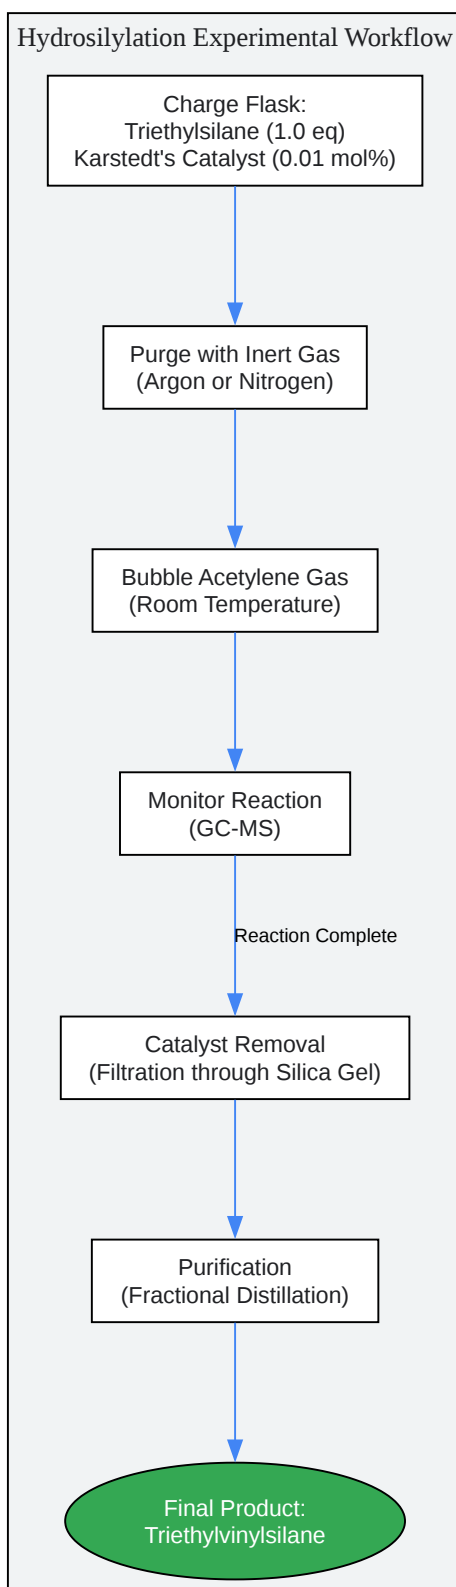 Hydrosilylation Experimental Workflow
Charge Flask:
Triethylsilane (1.0 eq)
Karstedt's Catalyst (0.01 mol%)
Purge with Inert Gas
(Argon or Nitrogen)
Bubble Acetylene Gas
(Room Temperature)
Monitor Reaction
(GC-MS)
Reaction Complete
Catalyst Removal
(Filtration through Silica Gel)
Purification
(Fractional Distillation)
Final Product:
Triethylvinylsilane